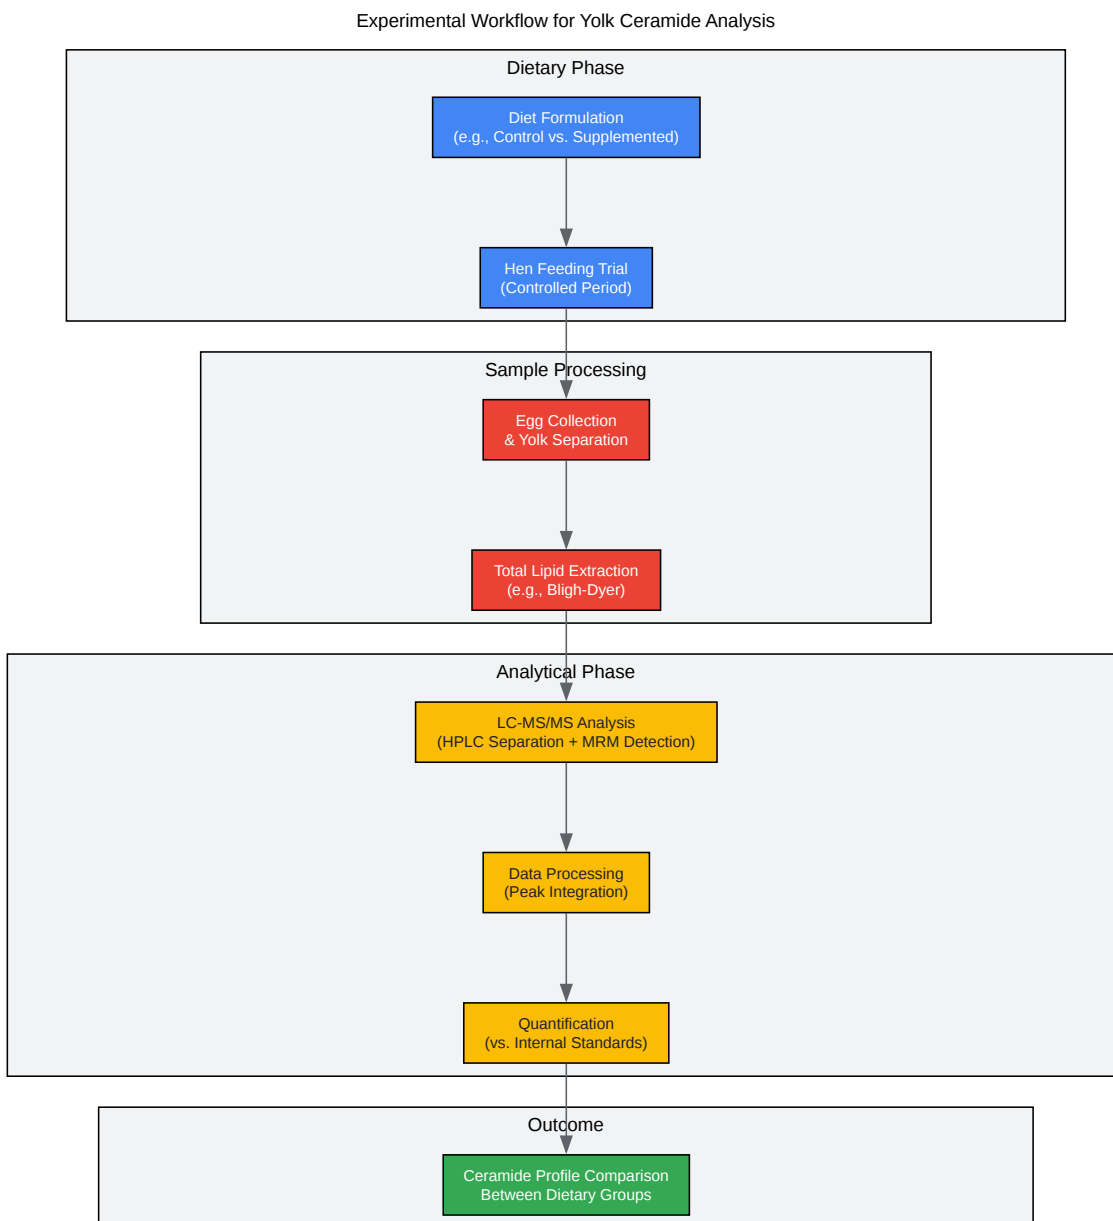 Experimental Workflow for Yolk Ceramide Analysis
Dietary Phase
Diet Formulation
(e.g., Control vs. Supplemented)
Hen Feeding Trial
(Controlled Period)
Sample Processing
Egg Collection
& Yolk Separation
Total Lipid Extraction
(e.g., Bligh-Dyer)
Analytical Phase
LC-MS/MS Analysis
(HPLC Separation + MRM Detection)
Data Processing
(Peak Integration)
Quantification
(vs. Internal Standards)
Outcome
Ceramide Profile Comparison
Between Dietary Groups